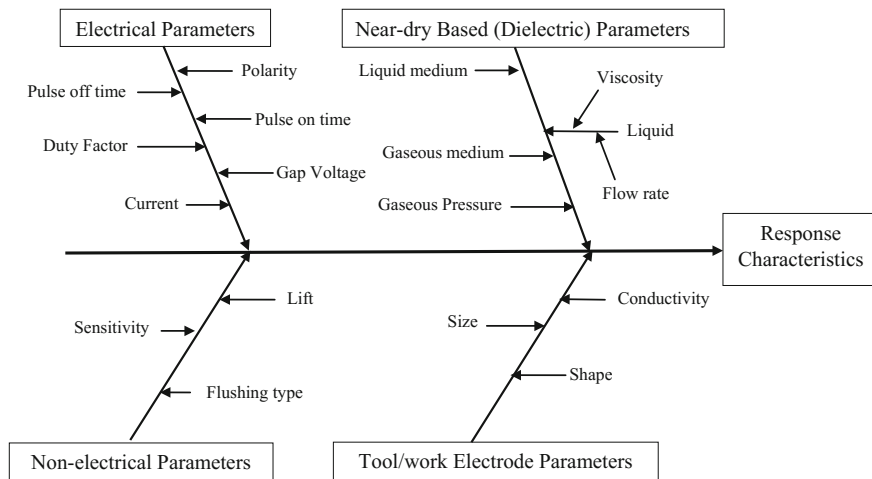 Electrical Parameters
Near-dry Based (Dielectric) Parameters
Polarity
Pulse off time
Pulse on time
Duty Factor
Gap Voltage
Current
Liquid medium
Viscosity
Liquid
Gaseous medium
Flow rate
Gaseous Pressure
Response
Characteristics
Lift
Sensitivity
Flushing type
Conductivity
Size
Shape
Non-electrical Parameters
Tool/work Electrode Parameters